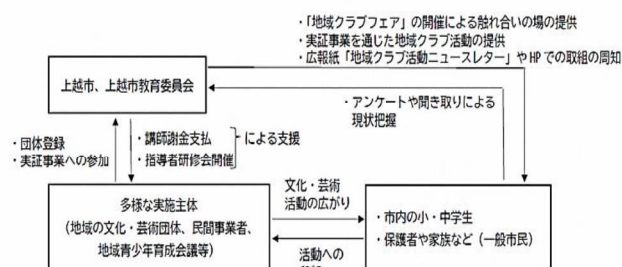 ・「地域クラブフェア」の開催による触れ合いの場の提供
・実証事業を通じた地域クラブ活動の提供
・広報紙「地域クラブ活動ニュースレター」やHPでの取組の周知
上越市、上越市教育委員会
・アンケートや聞き取りによる
現状把握
・団体登録
・実証事業への参加
・講師謝金支払
・指導者研修会開催
による支援
多様な実施主体
（地域の文化・芸術団体、民間事業者、
地域青少年育成会議等）
文化・芸術
活動の広がり
活動への
・市内の小・中学生
・保護者や家族など（一般市民）